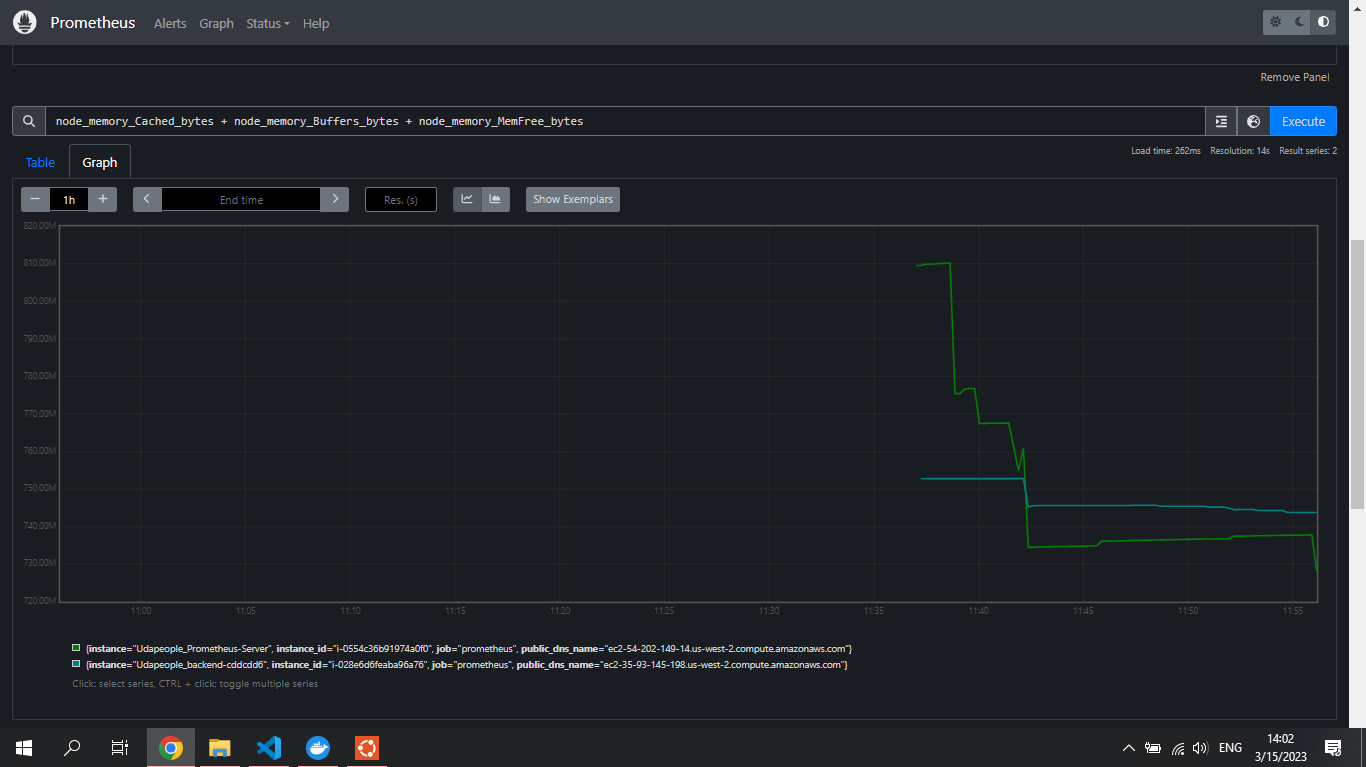 Prometheus Alerts Graph Status Help
Remove Panel
node_memory_Cached_bytes + node_memory_Buffers_bytes + node_memory_MemFree_bytes
Execute
Table Graph
Load time: 262ms Resolution: 14s Result series: 2
1h End time Res. (s) Show Exemplars
820.00M
810.00M
800.00M
790.00M
780.00M
770.00M
760.00M
750.00M
740.00M
730.00M
720.00M
11:00 11:05 11:10 11:15 11:20 11:25 11:30 11:35 11:40 11:45 11:50 11:55
{instance="Udapeople_Prometheus-Server", instance_id="i-0554c36b91974a0f0", job="prometheus", public_dns_name="ec2-54-202-149-14.us-west-2.compute.amazonaws.com"}
{instance="Udapeople_backend-cddcdd6", instance_id="i-028e6d6feaba96a76", job="prometheus", public_dns_name="ec2-35-93-145-198.us-west-2.compute.amazonaws.com"}
Click: select series, CTRL + click: toggle multiple series
ENG
14:02
3/15/2023